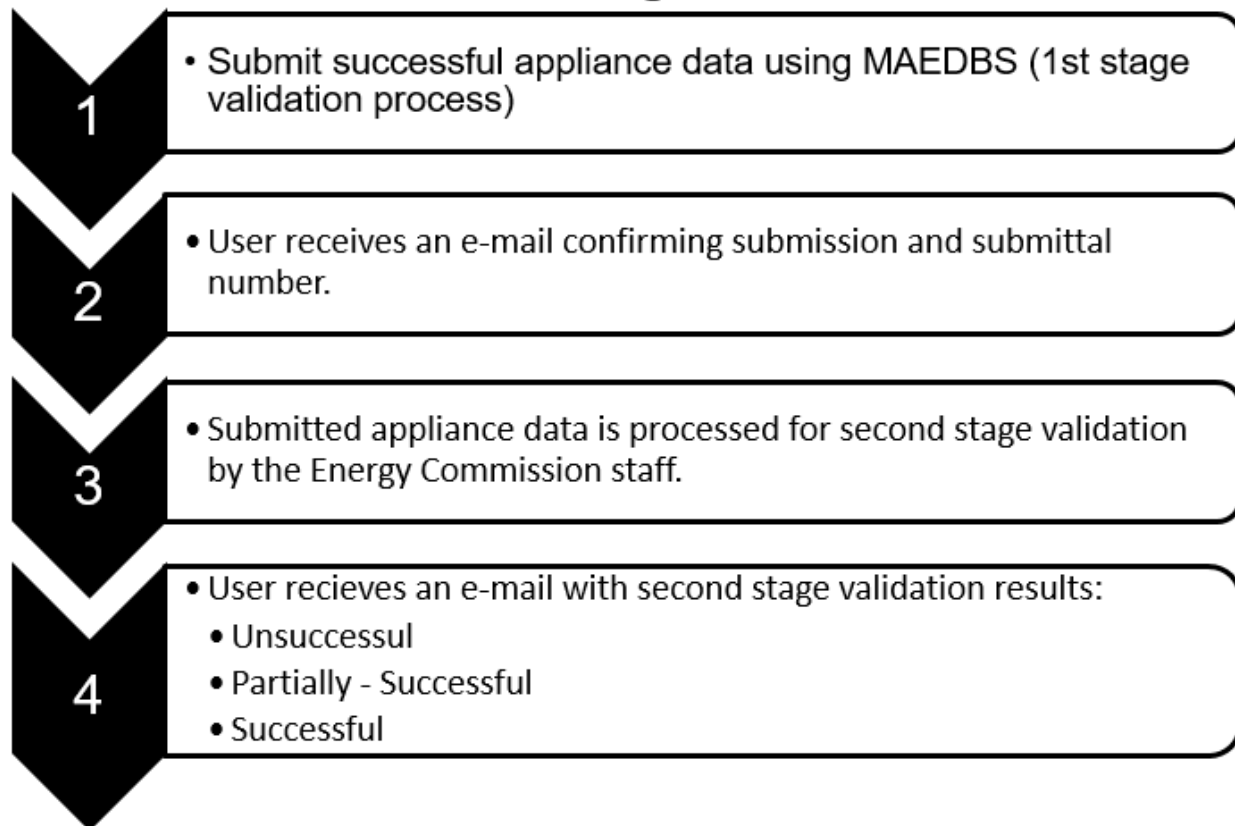 1
• Submit successful appliance data using MAEDBS (1st stage
validation process)
2
• User receives an e-mail confirming submission and submittal
number.
3
• Submitted appliance data is processed for second stage validation
by the Energy Commission staff.
4
• User recieves an e-mail with second stage validation results:
• Unsuccessul
• Partially - Successful
• Successful